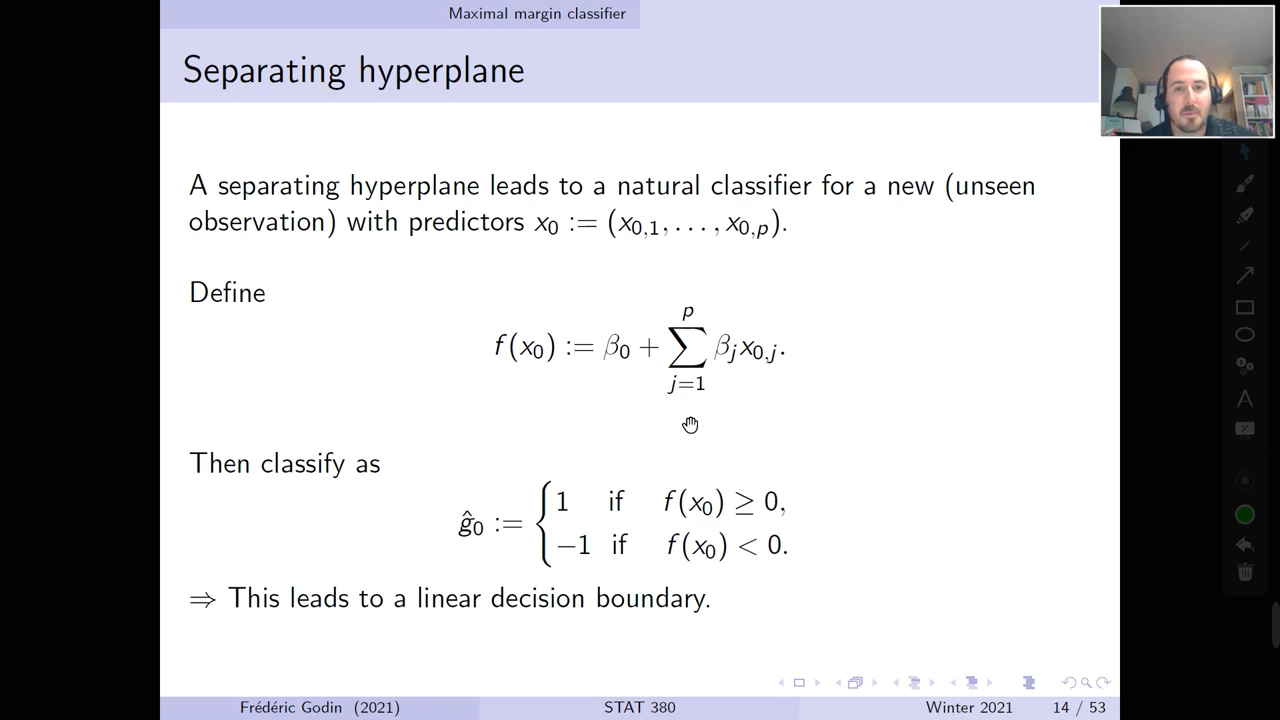 Maximal margin classifier
Separating hyperplane
A separating hyperplane leads to a natural classifier for a new (unseen
observation) with predictors x₀ := (x₀,₁, . . . , x₀,ₚ).
Define
f(x₀) := β₀ + ∑_{j=1}^{p} βⱼx₀,ⱼ.
Then classify as
ĝ₀ := { 1 if f(x₀) ≥ 0,
−1 if f(x₀) < 0.
⇒ This leads to a linear decision boundary.
Frédéric Godin (2021) STAT 380 Winter 2021 14 / 53